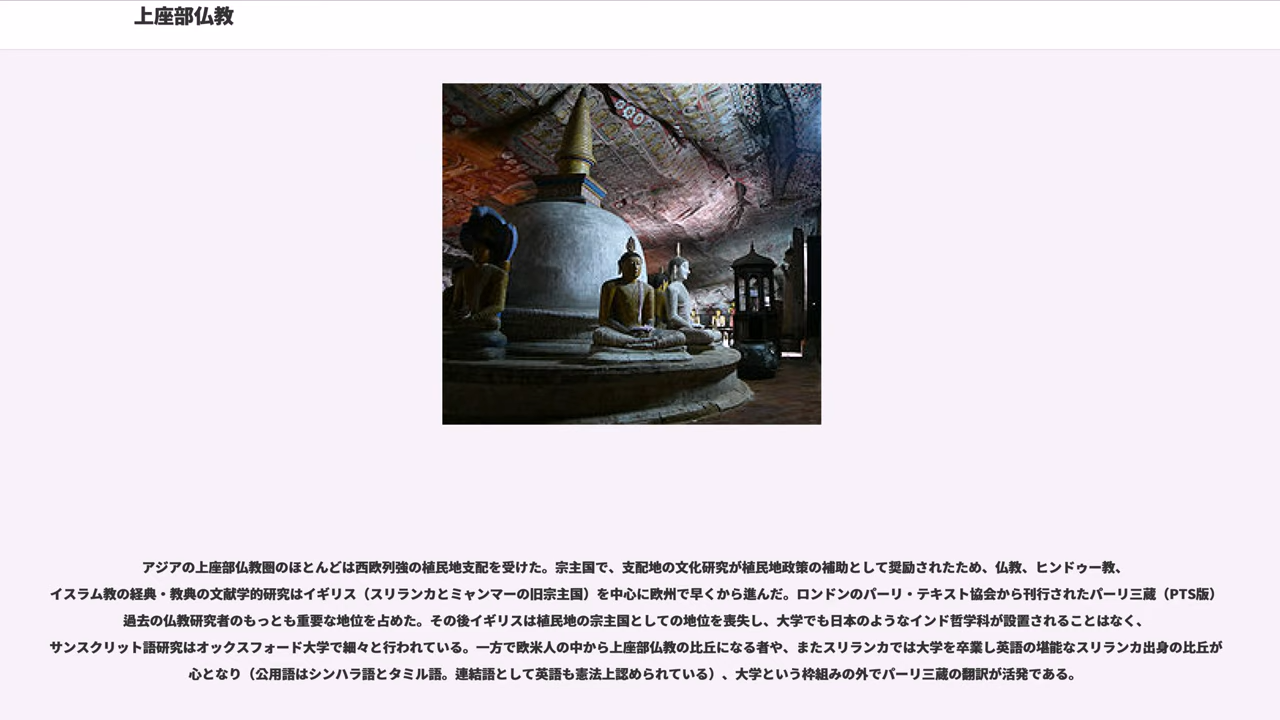 上座部仏教
アジアの上座部仏教圏のほとんどは西欧列強の植民地支配を受けた。宗主国で、支配地の文化研究が植民地政策の補助として奨励されたため、仏教、ヒンドゥー教、
イスラム教の経典・教典の文献学的研究はイギリス（スリランカとミャンマーの旧宗主国）を中心に欧州で早くから進んだ。ロンドンのパーリ・テキスト協会から刊行されたパーリ三蔵（PTS版）
過去の仏教研究者のもっとも重要な地位を占めた。その後イギリスは植民地の宗主国としての地位を喪失し、大学でも日本のようなインド哲学科が設置されることはなく、
サンスクリット語研究はオックスフォード大学で細々と行われている。一方で欧米人の中から上座部仏教の比丘になる者や、またスリランカでは大学を卒業し英語の堪能なスリランカ出身の比丘が
心となり（公用語はシンハラ語とタミル語。連結語として英語も憲法上認められている）、大学という枠組みの外でパーリ三蔵の翻訳が活発である。